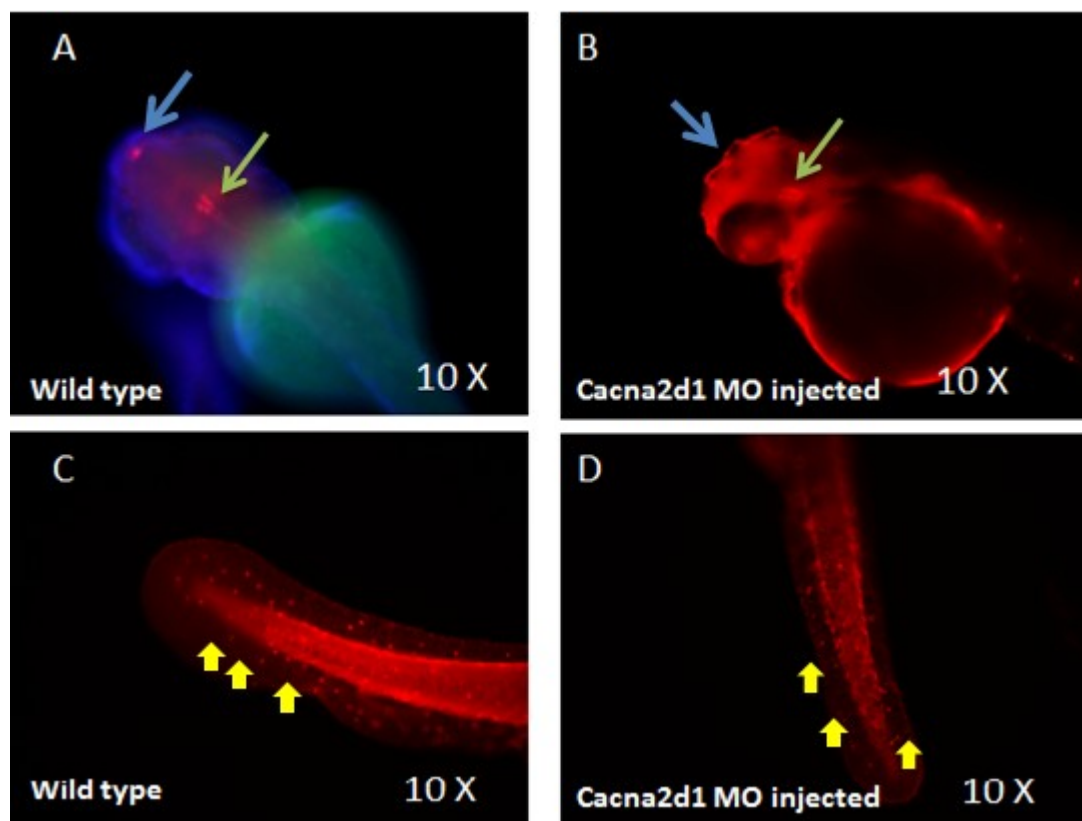 A
Wild type
10 X
B
Cacna2d1 MO injected
10 X
C
Wild type
10 X
D
Cacna2d1 MO injected
10 X